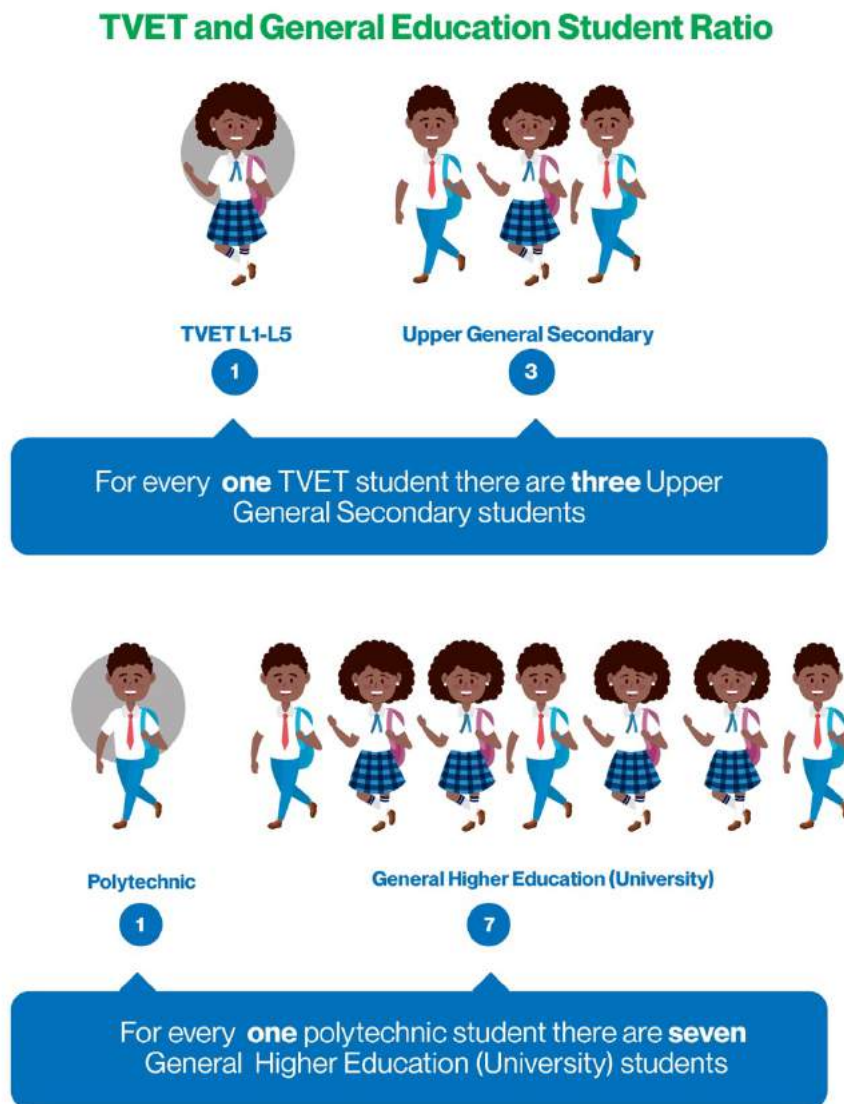 TVET and General Education Student Ratio
TVET L1-L5
Upper General Secondary
1
3
For every one TVET student there are three Upper
General Secondary students
Polytechnic
General Higher Education (University)
1
7
For every one polytechnic student there are seven
General Higher Education (University) students